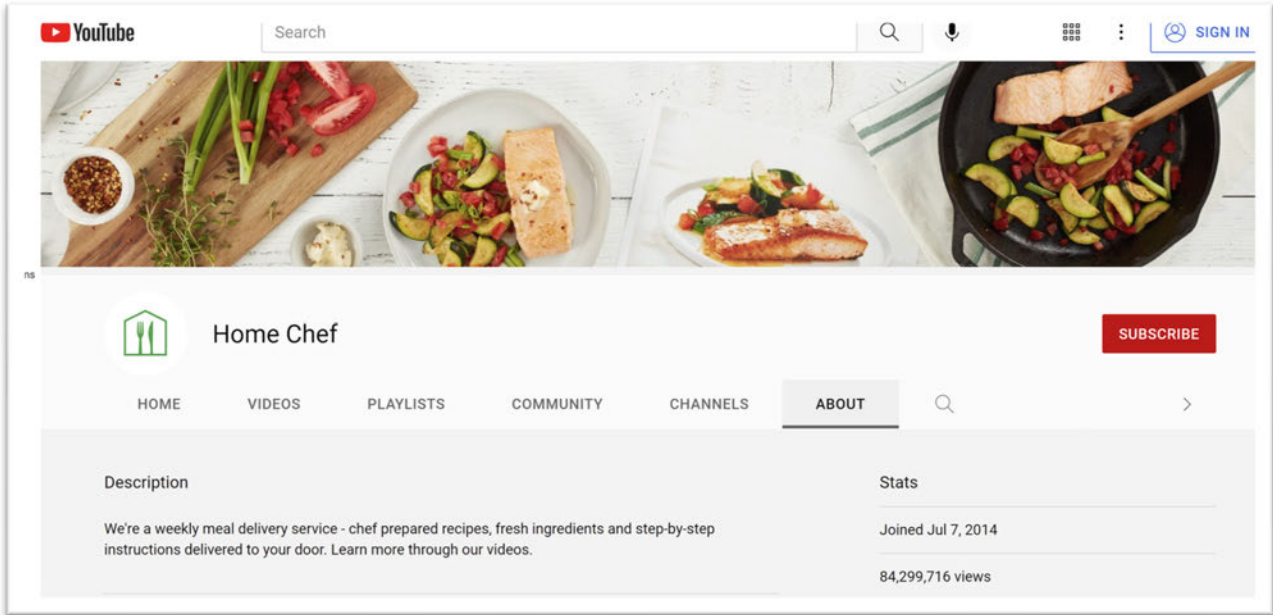 YouTube
Search
SIGN IN
ns
Home Chef
SUBSCRIBE
HOME VIDEOS PLAYLISTS COMMUNITY CHANNELS ABOUT
Description
We're a weekly meal delivery service - chef prepared recipes, fresh ingredients and step-by-step
instructions delivered to your door. Learn more through our videos.
Stats
Joined Jul 7, 2014
84,299,716 views